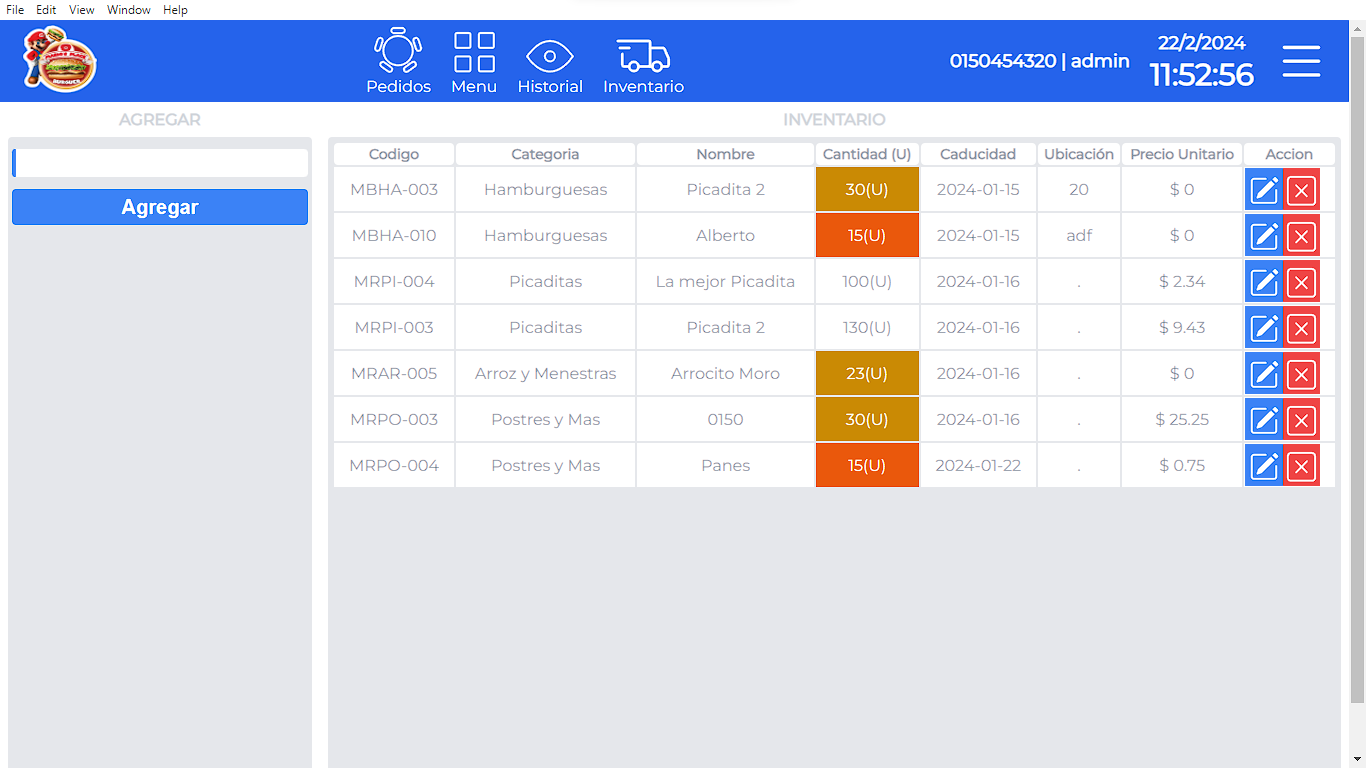 File Edit View Window Help
Pedidos Menu Historial Inventario
0150454320 | admin
22/2/2024
11:52:56
AGREGAR
Agregar
INVENTARIO
Codigo Categoria Nombre Cantidad (U) Caducidad Ubicación Precio Unitario Accion
MBHA-003 Hamburguesas Picadita 2 30(U) 2024-01-15 20 $ 0
MBHA-010 Hamburguesas Alberto 15(U) 2024-01-15 adf $ 0
MRPI-004 Picaditas La mejor Picadita 100(U) 2024-01-16 . $ 2.34
MRPI-003 Picaditas Picadita 2 130(U) 2024-01-16 . $ 9.43
MRAR-005 Arroz y Menestras Arrocito Moro 23(U) 2024-01-16 . $ 0
MRPO-003 Postres y Mas 0150 30(U) 2024-01-16 . $ 25.25
MRPO-004 Postres y Mas Panes 15(U) 2024-01-22 . $ 0.75